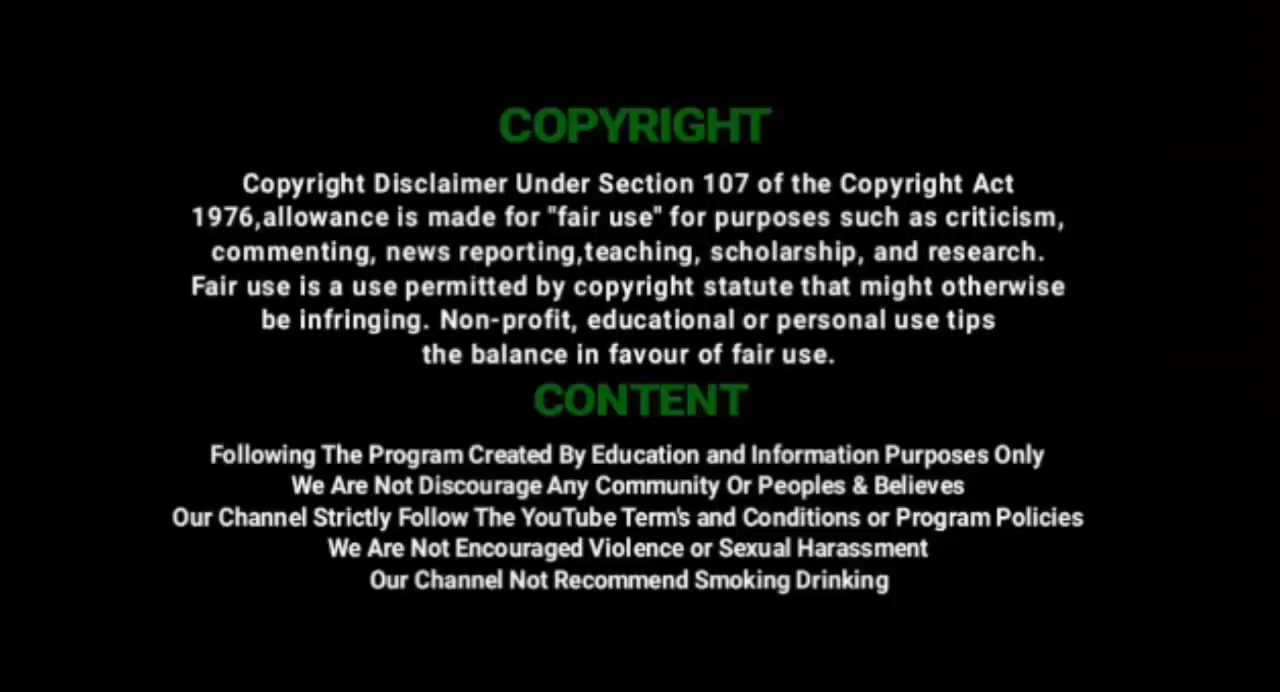 COPYRIGHT
Copyright Disclaimer Under Section 107 of the Copyright Act
1976,allowance is made for "fair use" for purposes such as criticism,
commenting, news reporting,teaching, scholarship, and research.
Fair use is a use permitted by copyright statute that might otherwise
be infringing. Non-profit, educational or personal use tips
the balance in favour of fair use.
CONTENT
Following The Program Created By Education and Information Purposes Only
We Are Not Discourage Any Community Or Peoples & Believes
Our Channel Strictly Follow The YouTube Term's and Conditions or Program Policies
We Are Not Encouraged Violence or Sexual Harassment
Our Channel Not Recommend Smoking Drinking